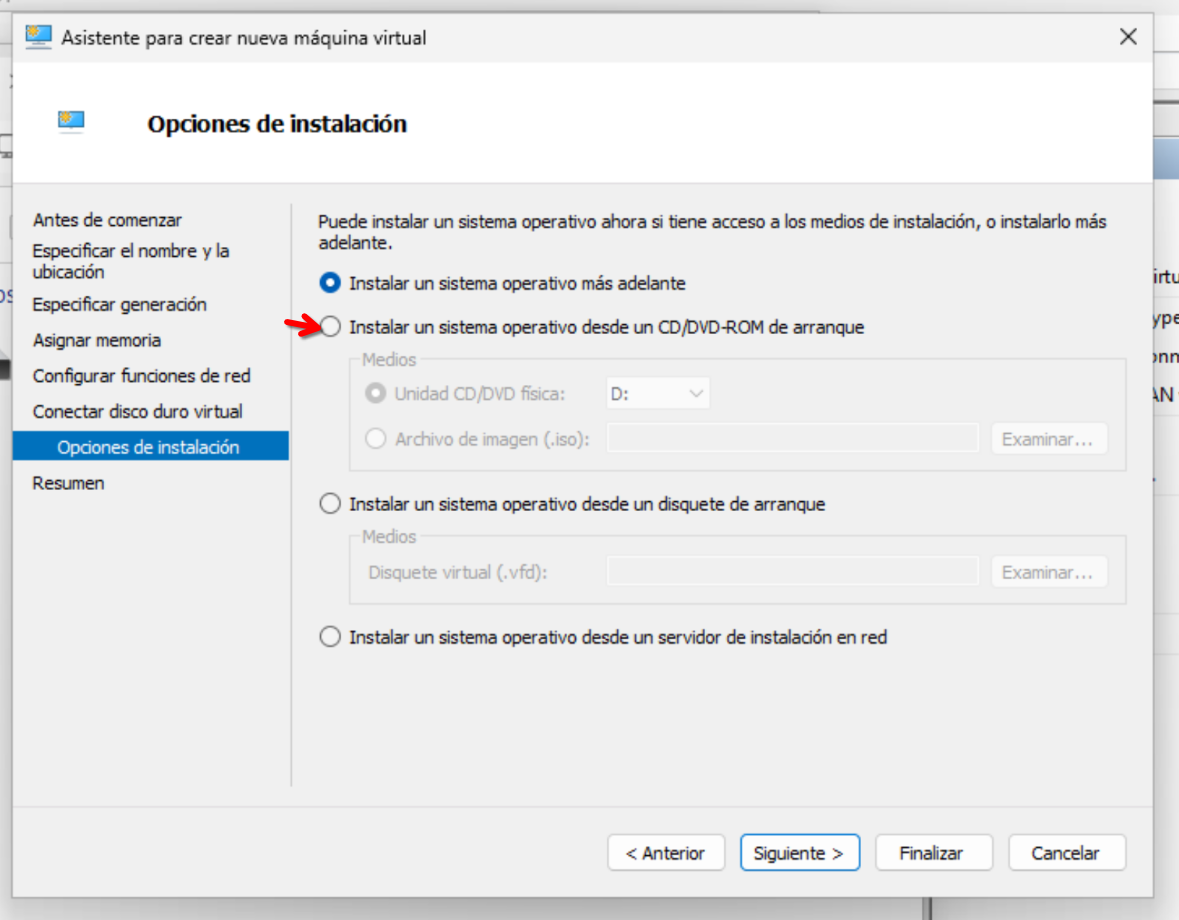 Asistente para crear nueva máquina virtual
Opciones de instalación
Antes de comenzar
Especificar el nombre y la
ubicación
Especificar generación
Asignar memoria
Configurar funciones de red
Conectar disco duro virtual
Opciones de instalación
Resumen
Puede instalar un sistema operativo ahora si tiene acceso a los medios de instalación, o instalarlo más
adelante.
Instalar un sistema operativo más adelante
Instalar un sistema operativo desde un CD/DVD-ROM de arranque
Medios
Unidad CD/DVD física: D:
Archivo de imagen (.iso): Examinar...
Instalar un sistema operativo desde un disquete de arranque
Medios
Disquete virtual (.vfd): Examinar...
Instalar un sistema operativo desde un servidor de instalación en red
< Anterior Siguiente > Finalizar Cancelar